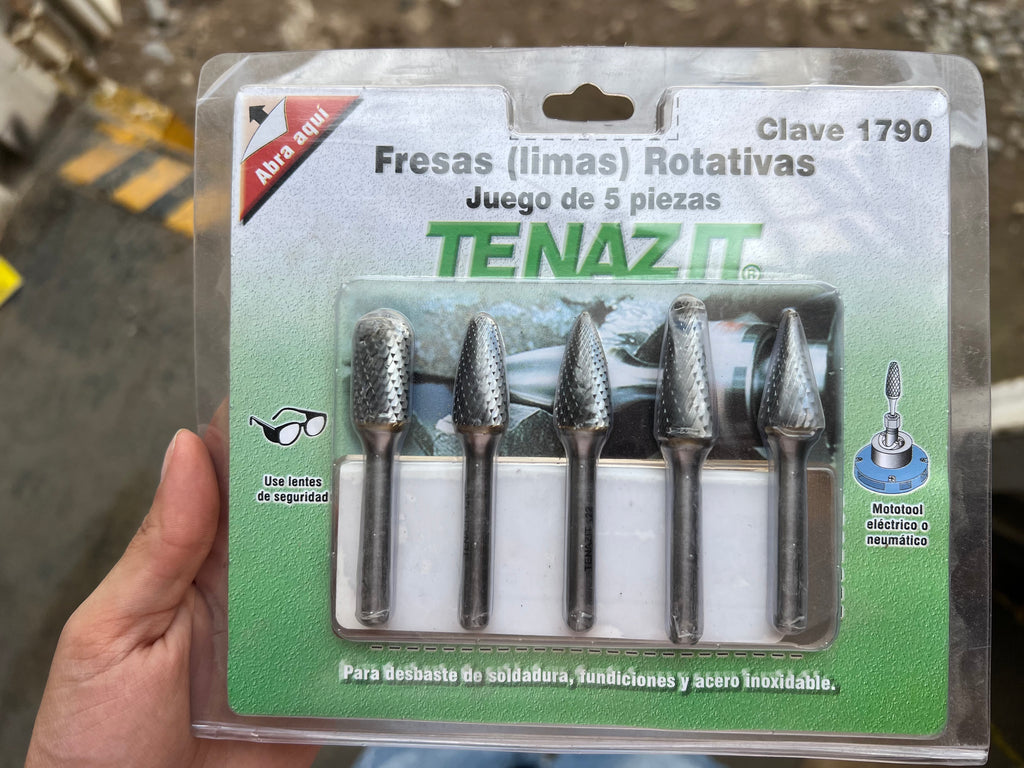 Abra aquí
Clave 1790
Fresas (limas) Rotativas
Juego de 5 piezas
TENAZIT®
Use lentes
de seguridad
Mototool
eléctrico o
neumático
Para desbaste de soldadura, fundiciones y acero inoxidable.